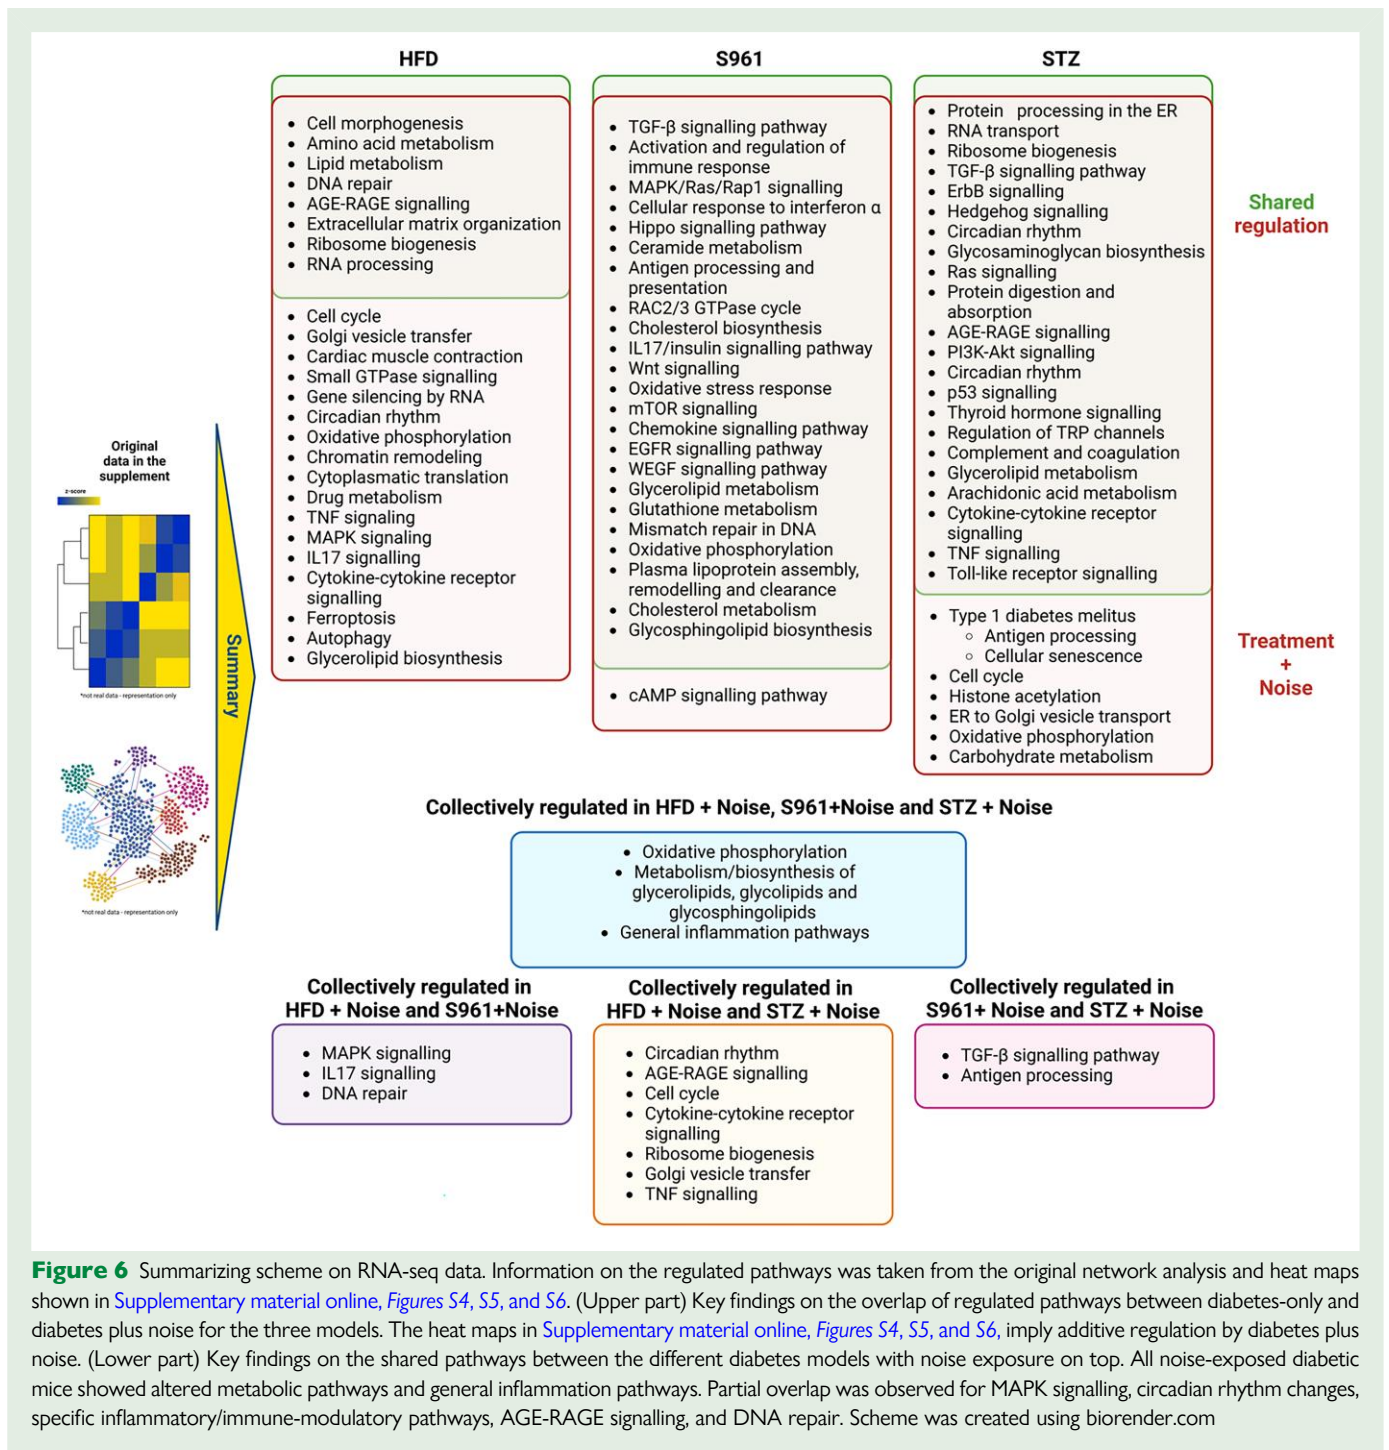 HFD
Cell morphogenesis
Amino acid metabolism
Lipid metabolism
DNA repair
AGE-RAGE signalling
Extracellular matrix organization
Ribosome biogenesis
RNA processing
Cell cycle
Golgi vesicle transfer
Cardiac muscle contraction
Small GTPase signalling
Gene silencing by RNA
Circadian rhythm
Oxidative phosphorylation
Chromatin remodeling
Cytoplasmatic translation
Drug metabolism
TNF signaling
MAPK signaling
IL17 signalling
Cytokine-cytokine receptor
signalling
Ferroptosis
Autophagy
Glycerolipid biosynthesis
S961
TGF-β signalling pathway
Activation and regulation of
immune response
MAPK/Ras/Rap1 signalling
Cellular response to interferon α
Hippo signalling pathway
Ceramide metabolism
Antigen processing and
presentation
RAC2/3 GTPase cycle
Cholesterol biosynthesis
IL17/insulin signalling pathway
Wnt signalling
Oxidative stress response
mTOR signalling
Chemokine signalling pathway
EGFR signalling pathway
WEGF signalling pathway
Glycerolipid metabolism
Glutathione metabolism
Mismatch repair in DNA
Oxidative phosphorylation
Plasma lipoprotein assembly,
remodelling and clearance
Cholesterol metabolism
Glycosphingolipid biosynthesis
cAMP signalling pathway
STZ
Protein processing in the ER
RNA transport
Ribosome biogenesis
TGF-β signalling pathway
ErbB signalling
Hedgehog signalling
Circadian rhythm
Glycosaminoglycan biosynthesis
Ras signalling
Protein digestion and
absorption
AGE-RAGE signalling
PI3K-Akt signalling
Circadian rhythm
p53 signalling
Thyroid hormone signalling
Regulation of TRP channels
Complement and coagulation
Glycerolipid metabolism
Arachidonic acid metabolism
Cytokine-cytokine receptor
signalling
TNF signalling
Toll-like receptor signalling
Type 1 diabetes melitus
Antigen processing
Cellular senescence
Cell cycle
Histone acetylation
ER to Golgi vesicle transport
Oxidative phosphorylation
Carbohydrate metabolism
Shared
regulation
Treatment
+
Noise
Original
data in the
supplement
z-score
*not real data - representation only
*not real data - representation only
Summary
Collectively regulated in HFD + Noise, S961+Noise and STZ + Noise
Oxidative phosphorylation
Metabolism/biosynthesis of
glycerolipids, glycolipids and
glycosphingolipids
General inflammation pathways
Collectively regulated in
HFD + Noise and S961+Noise
MAPK signalling
IL17 signalling
DNA repair
Collectively regulated in
HFD + Noise and STZ + Noise
Circadian rhythm
AGE-RAGE signalling
Cell cycle
Cytokine-cytokine receptor
signalling
Ribosome biogenesis
Golgi vesicle transfer
TNF signalling
Collectively regulated in
S961+ Noise and STZ + Noise
TGF-β signalling pathway
Antigen processing
Figure 6 Summarizing scheme on RNA-seq data. Information on the regulated pathways was taken from the original network analysis and heat maps
shown in Supplementary material online, Figures S4, S5, and S6. (Upper part) Key findings on the overlap of regulated pathways between diabetes-only and
diabetes plus noise for the three models. The heat maps in Supplementary material online, Figures S4, S5, and S6, imply additive regulation by diabetes plus
noise. (Lower part) Key findings on the shared pathways between the different diabetes models with noise exposure on top. All noise-exposed diabetic
mice showed altered metabolic pathways and general inflammation pathways. Partial overlap was observed for MAPK signalling, circadian rhythm changes,
specific inflammatory/immune-modulatory pathways, AGE-RAGE signalling, and DNA repair. Scheme was created using biorender.com